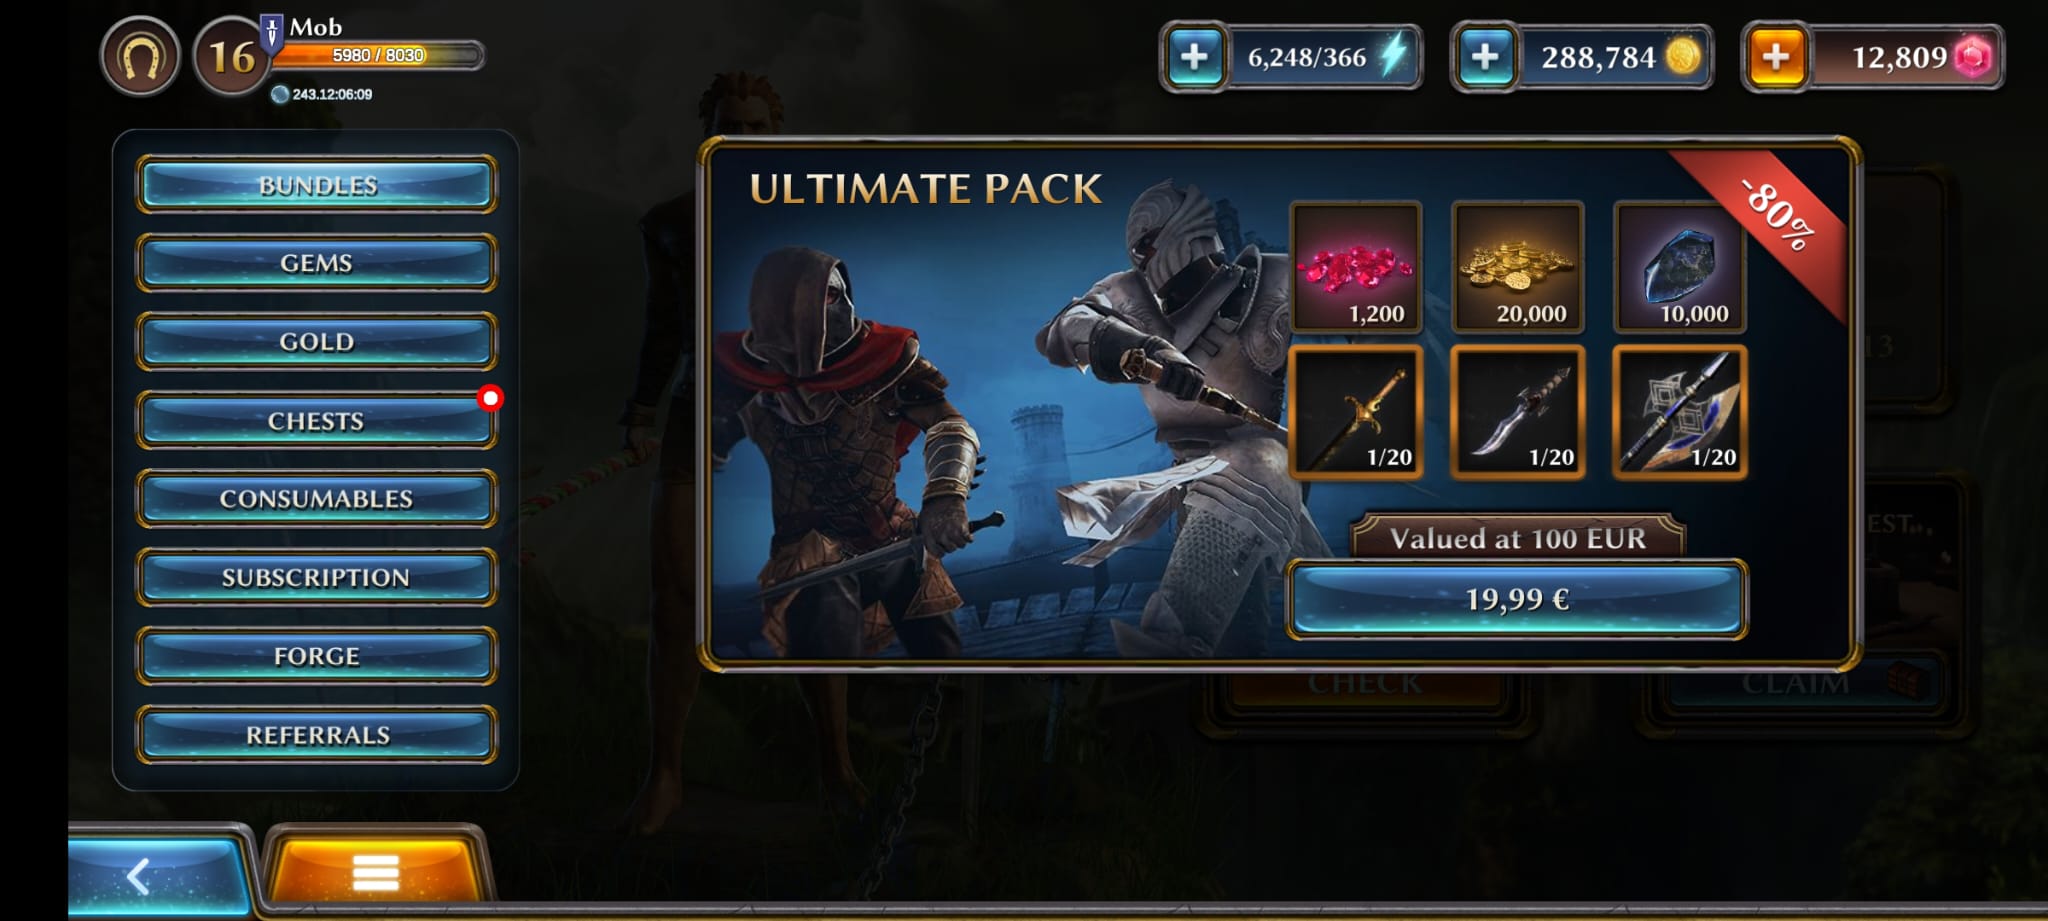 Mob
16
5980 / 8030
243.12:06:09
6,248/366
288,784
12,809
BUNDLES
GEMS
GOLD
CHESTS
CONSUMABLES
SUBSCRIPTION
FORGE
REFERRALS
ULTIMATE PACK
-80%
1,200
20,000
10,000
1/20
1/20
1/20
Valued at 100 EUR
19,99 €
13
EST...
CHECK
CLAIM